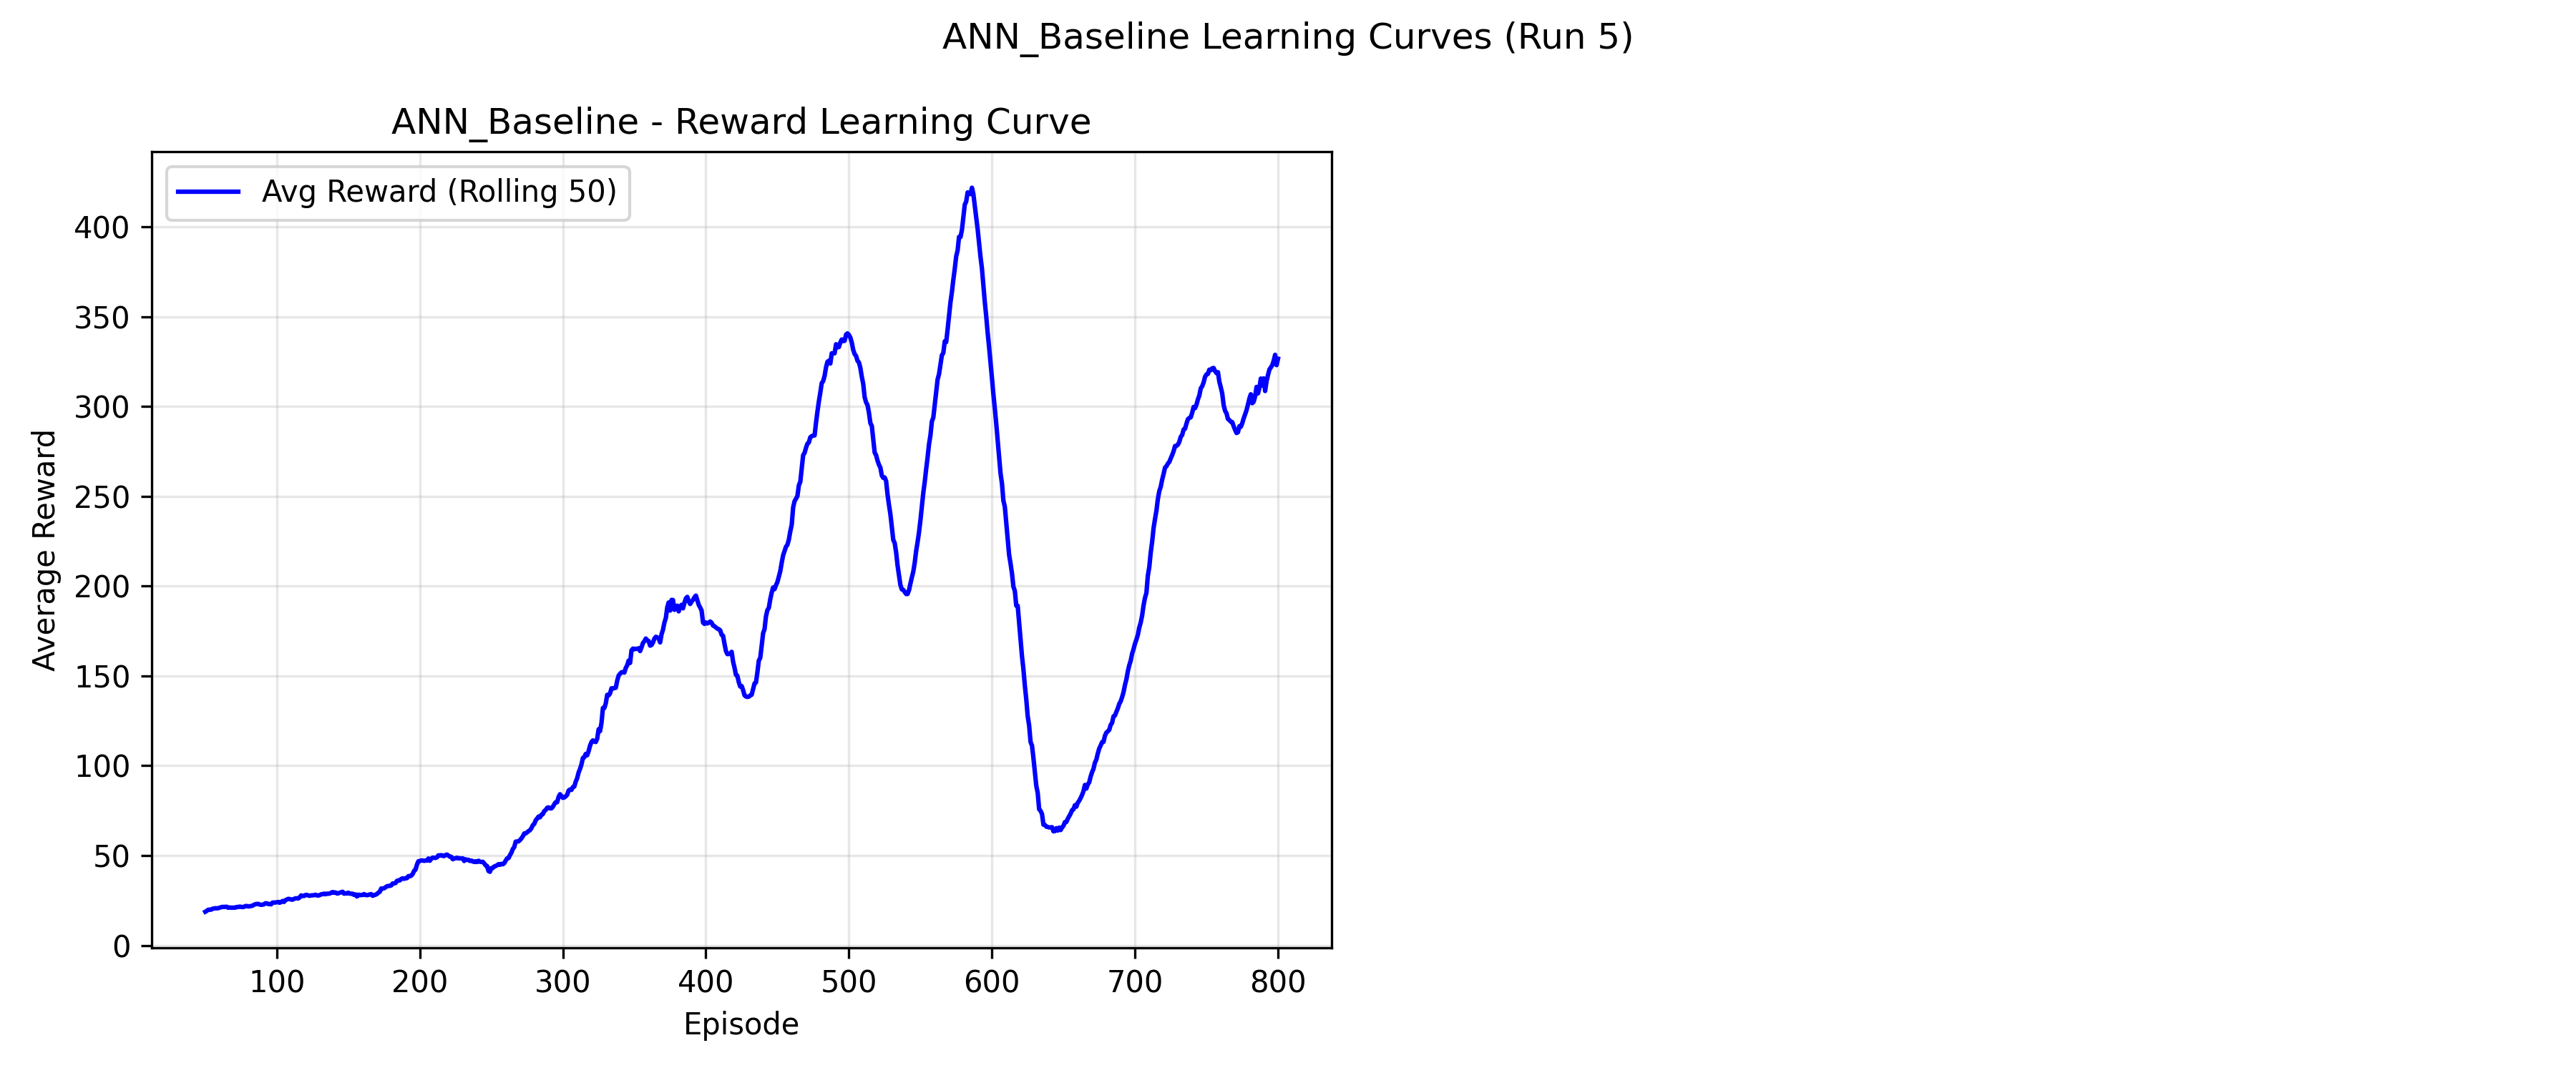 ANN_Baseline Learning Curves (Run 5)
ANN_Baseline - Reward Learning Curve
Avg Reward (Rolling 50)
Average Reward
400
350
300
250
200
150
100
50
0
100 200 300 400 500 600 700 800
Episode